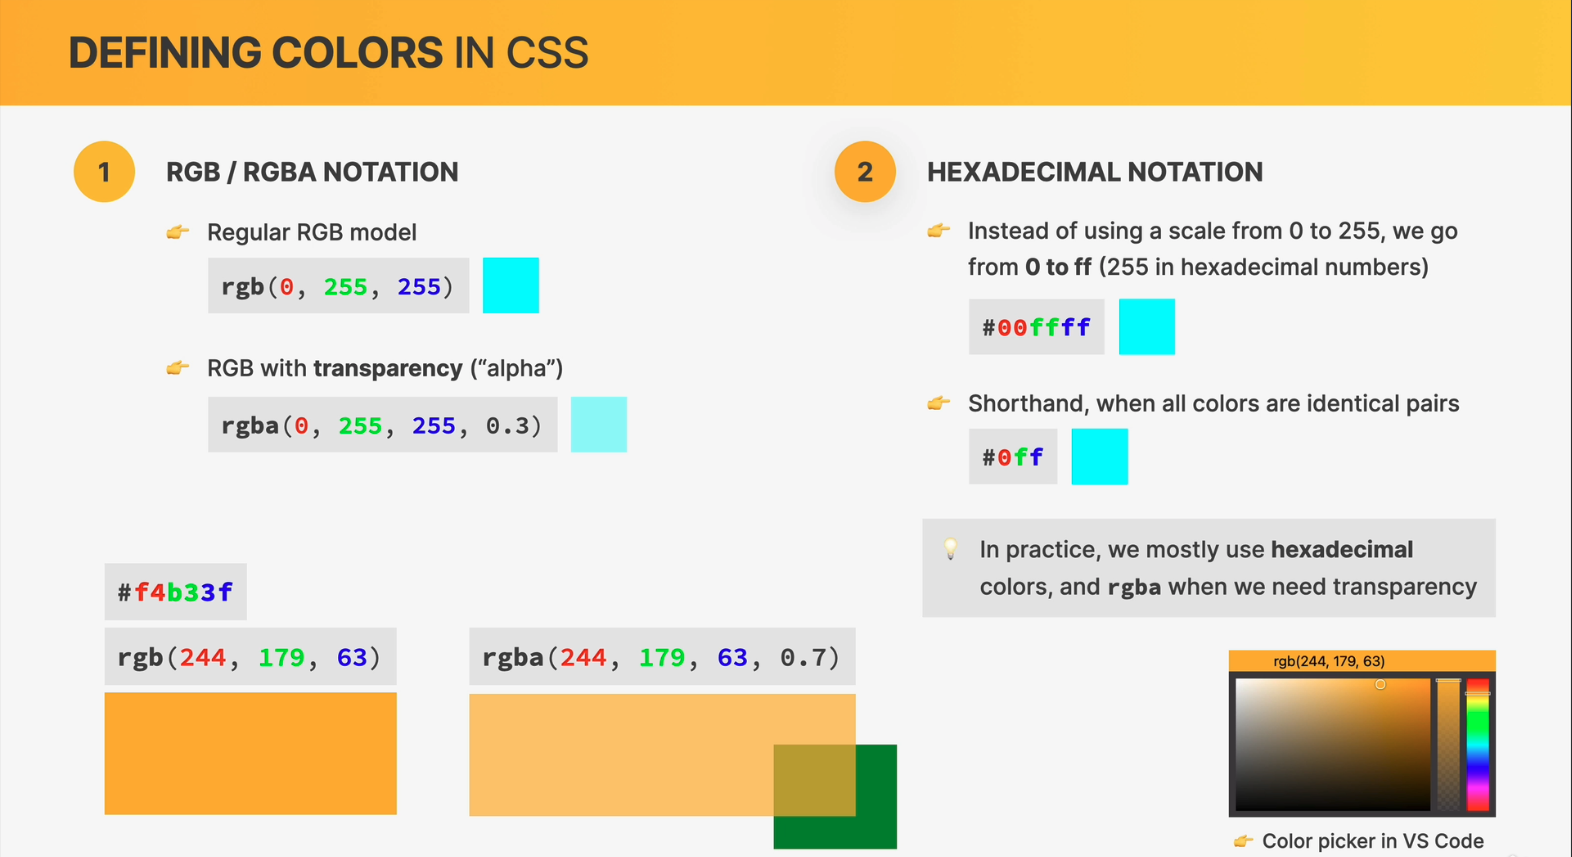 DEFINING COLORS IN CSS
1
RGB / RGBA NOTATION
Regular RGB model
rgb(0, 255, 255)
RGB with transparency (“alpha”)
rgba(0, 255, 255, 0.3)
#f4b33f
rgb(244, 179, 63)
rgba(244, 179, 63, 0.7)
2
HEXADECIMAL NOTATION
Instead of using a scale from 0 to 255, we go
from 0 to ff (255 in hexadecimal numbers)
#00ffff
Shorthand, when all colors are identical pairs
#0ff
In practice, we mostly use hexadecimal
colors, and rgba when we need transparency
rgb(244, 179, 63)
Color picker in VS Code